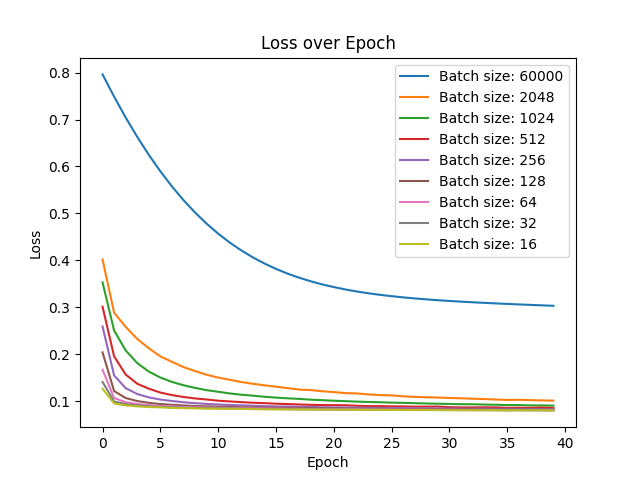 Loss over Epoch
Loss
0.8
0.7
0.6
0.5
0.4
0.3
0.2
0.1
Batch size: 60000
Batch size: 2048
Batch size: 1024
Batch size: 512
Batch size: 256
Batch size: 128
Batch size: 64
Batch size: 32
Batch size: 16
0 5 10 15 20 25 30 35 40
Epoch